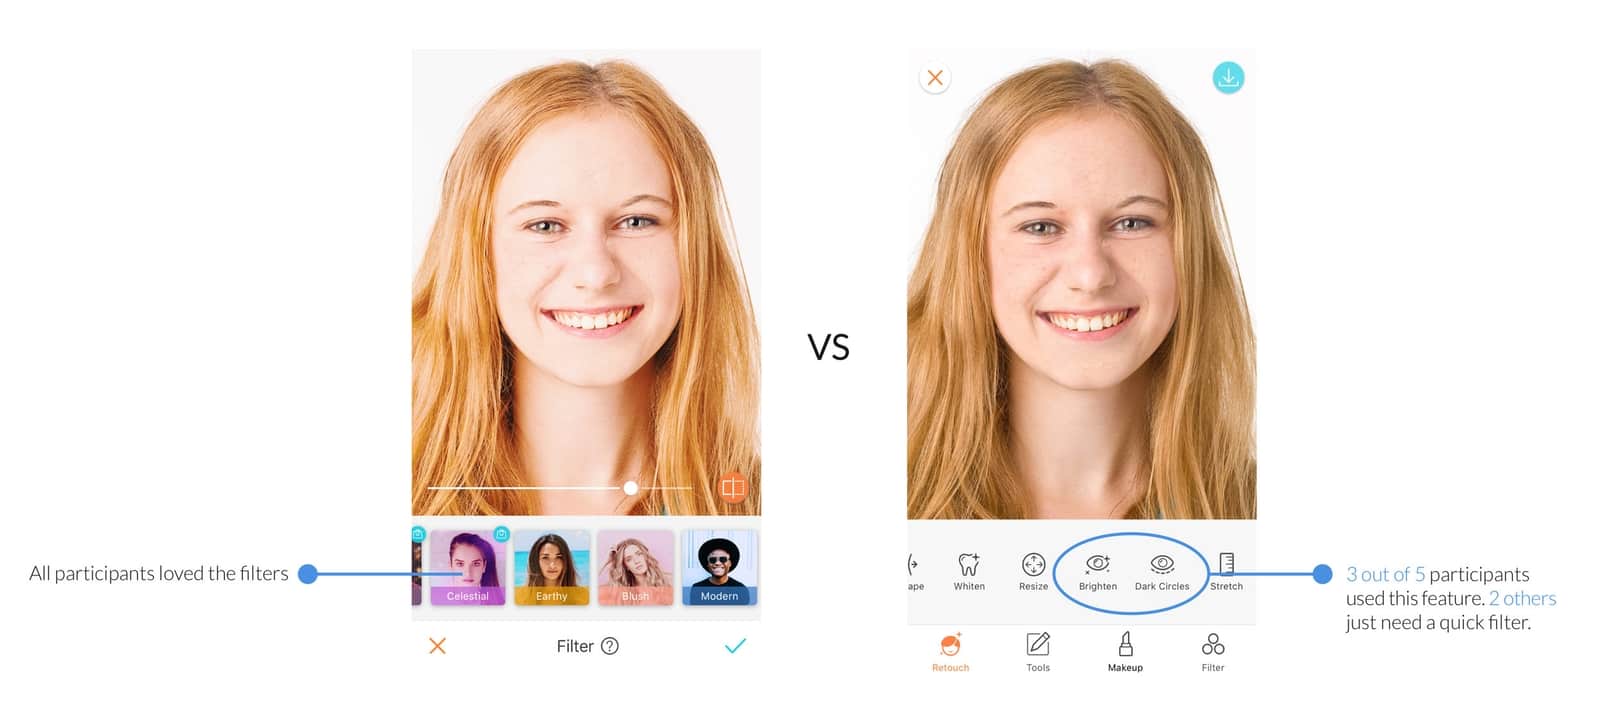 VS
All participants loved the filters
Celestial
Earthy
Blush
Modern
Filter ?
ape
Whiten
Resize
Brighten
Dark Circles
Stretch
Retouch
Tools
Makeup
Filter
3 out of 5 participants
used this feature. 2 others
just need a quick filter.